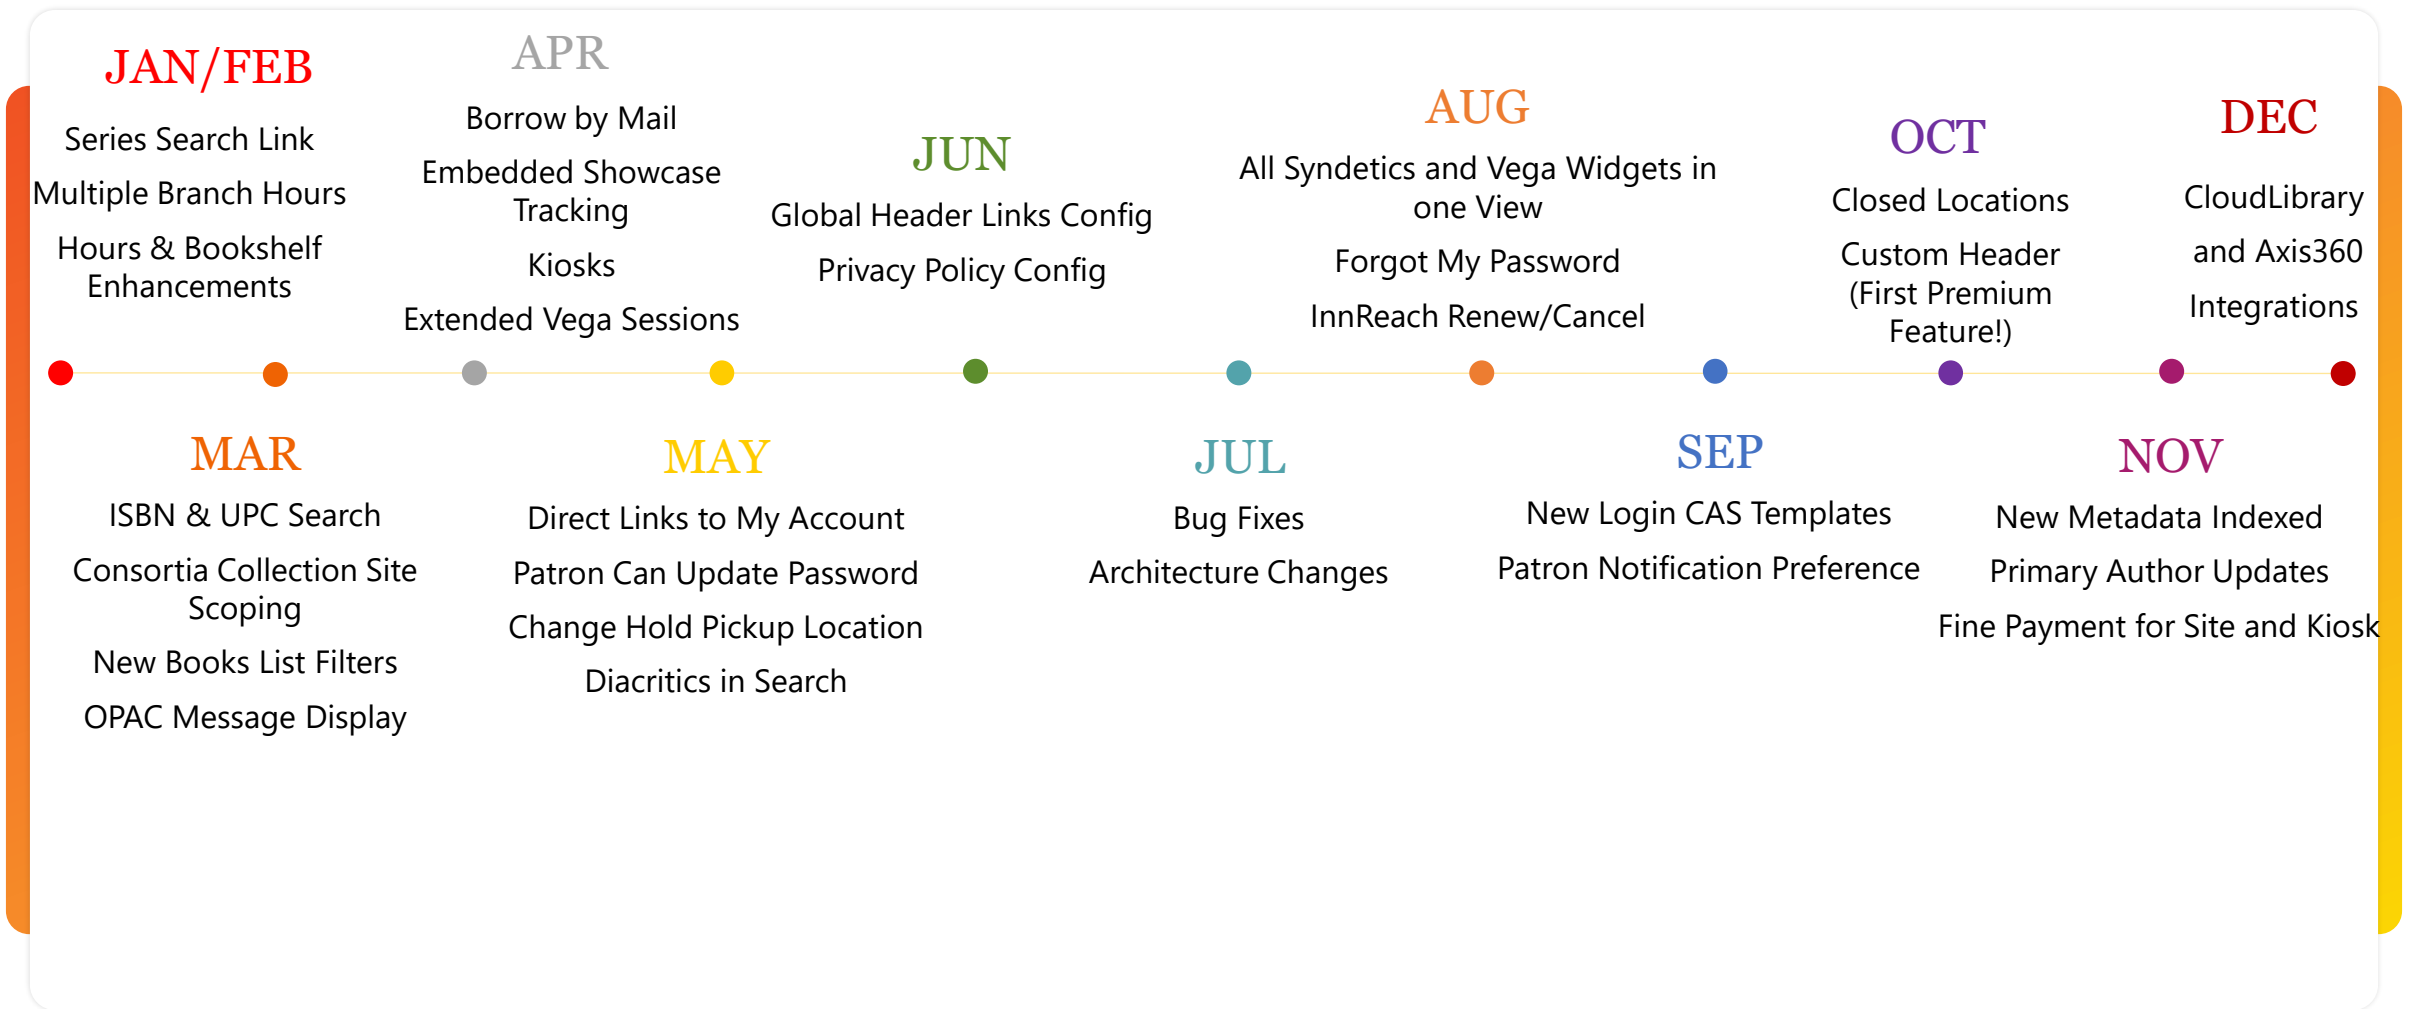 JAN/FEB
Series Search Link
Multiple Branch Hours
Hours & Bookshelf
Enhancements
APR
Borrow by Mail
Embedded Showcase
Tracking
Kiosks
Extended Vega Sessions
JUN
Global Header Links Config
Privacy Policy Config
AUG
All Syndetics and Vega Widgets in
one View
Forgot My Password
InnReach Renew/Cancel
OCT
Closed Locations
Custom Header
(First Premium
Feature!)
DEC
CloudLibrary
and Axis360
Integrations
MAR
ISBN & UPC Search
Consortia Collection Site
Scoping
New Books List Filters
OPAC Message Display
MAY
Direct Links to My Account
Patron Can Update Password
Change Hold Pickup Location
Diacritics in Search
JUL
Bug Fixes
Architecture Changes
SEP
New Login CAS Templates
Patron Notification Preference
NOV
New Metadata Indexed
Primary Author Updates
Fine Payment for Site and Kiosk